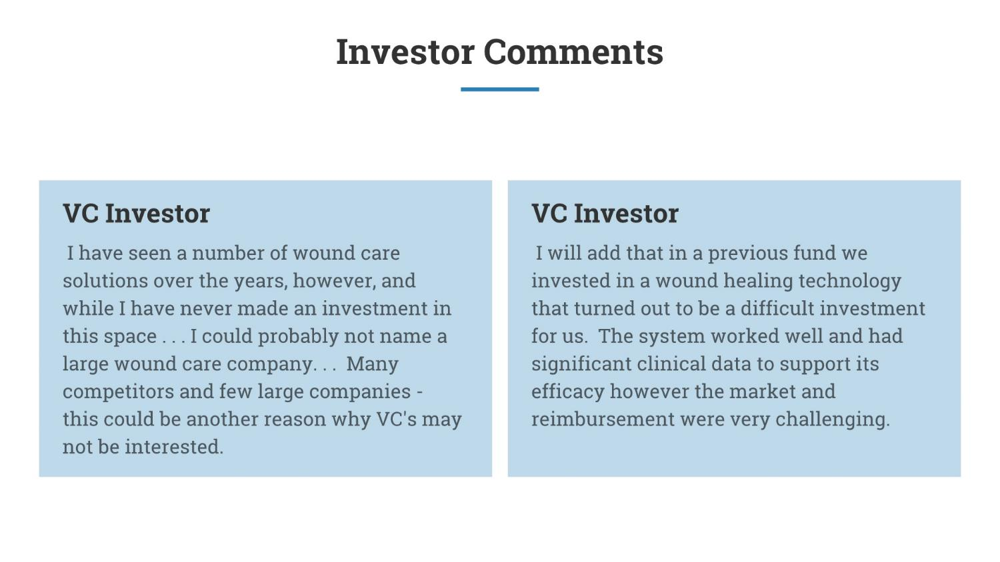 Investor Comments
VC Investor
I have seen a number of wound care
solutions over the years, however, and
while I have never made an investment in
this space . . . I could probably not name a
large wound care company. . .  Many
competitors and few large companies -
this could be another reason why VC's may
not be interested.
VC Investor
I will add that in a previous fund we
invested in a wound healing technology
that turned out to be a difficult investment
for us.  The system worked well and had
significant clinical data to support its
efficacy however the market and
reimbursement were very challenging.